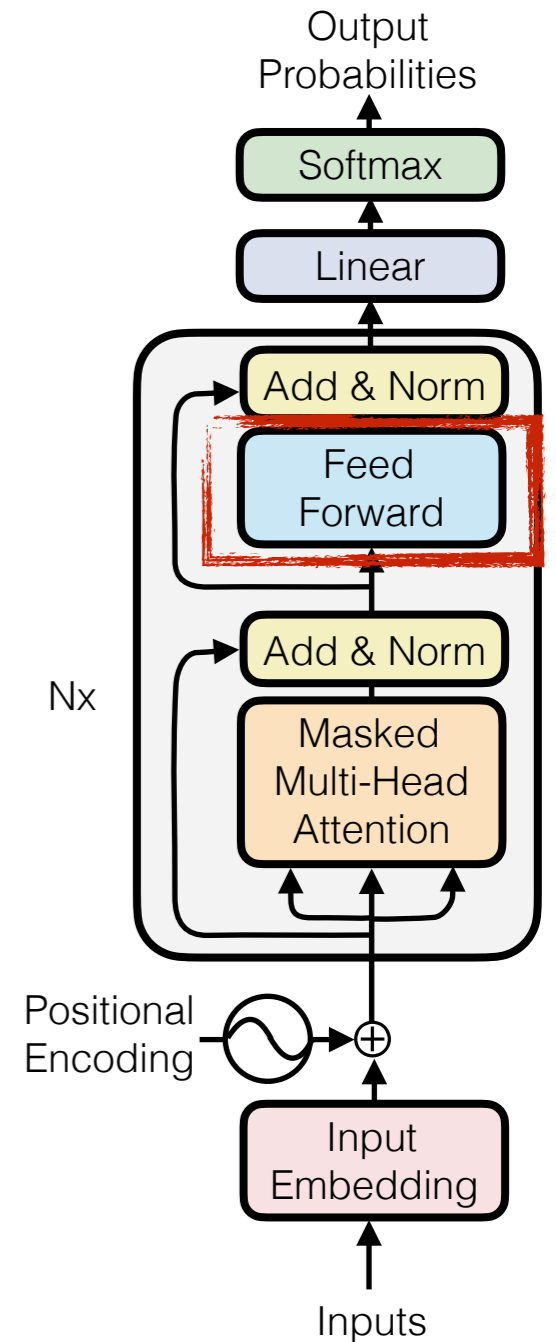 Output
Probabilities
Softmax
Linear
Add & Norm
Feed
Forward
Add & Norm
Nx
Masked
Multi-Head
Attention
Positional
Encoding
Input
Embedding
Inputs